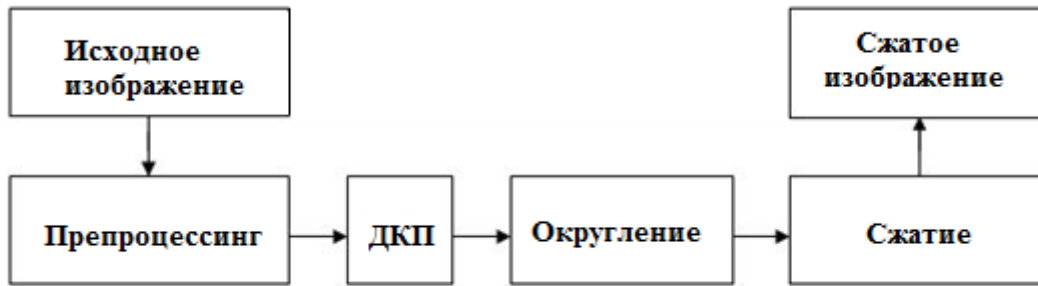 Исходное
изображение
Сжатое
изображение
Препроцессинг
ДКП
Округление
Сжатие